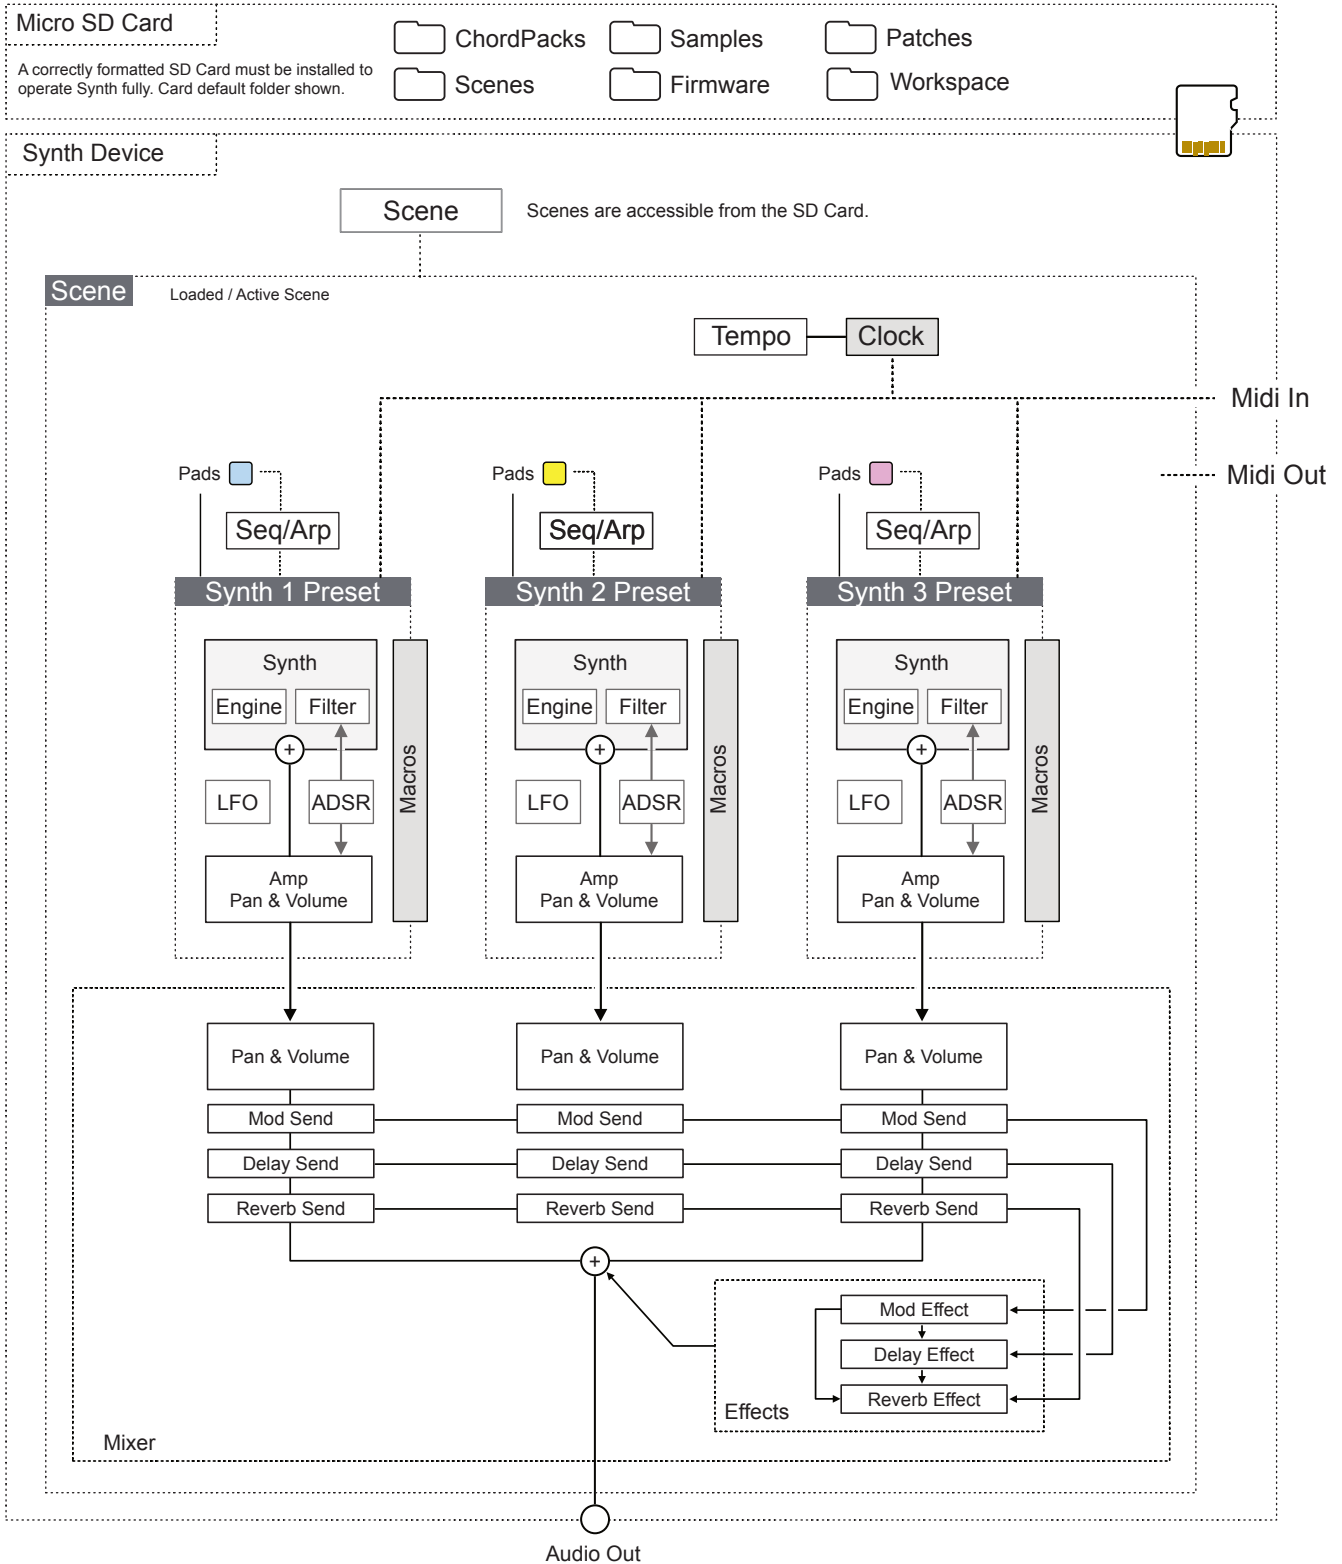 Micro SD Card
A correctly formatted SD Card must be installed to
operate Synth fully. Card default folder shown.
ChordPacks
Samples
Patches
Scenes
Firmware
Workspace
Synth Device
Scene
Scenes are accessible from the SD Card.
Scene
Loaded / Active Scene
Tempo
Clock
Midi In
Midi Out
Pads
Pads
Pads
Seq/Arp
Seq/Arp
Seq/Arp
Synth 1 Preset
Synth 2 Preset
Synth 3 Preset
Synth
Engine
Filter
+
LFO
ADSR
Macros
Amp
Pan & Volume
Synth
Engine
Filter
+
LFO
ADSR
Macros
Amp
Pan & Volume
Synth
Engine
Filter
+
LFO
ADSR
Macros
Amp
Pan & Volume
Pan & Volume
Pan & Volume
Pan & Volume
Mod Send
Mod Send
Mod Send
Delay Send
Delay Send
Delay Send
Reverb Send
Reverb Send
Reverb Send
+
Mod Effect
Delay Effect
Reverb Effect
Effects
Mixer
Audio Out